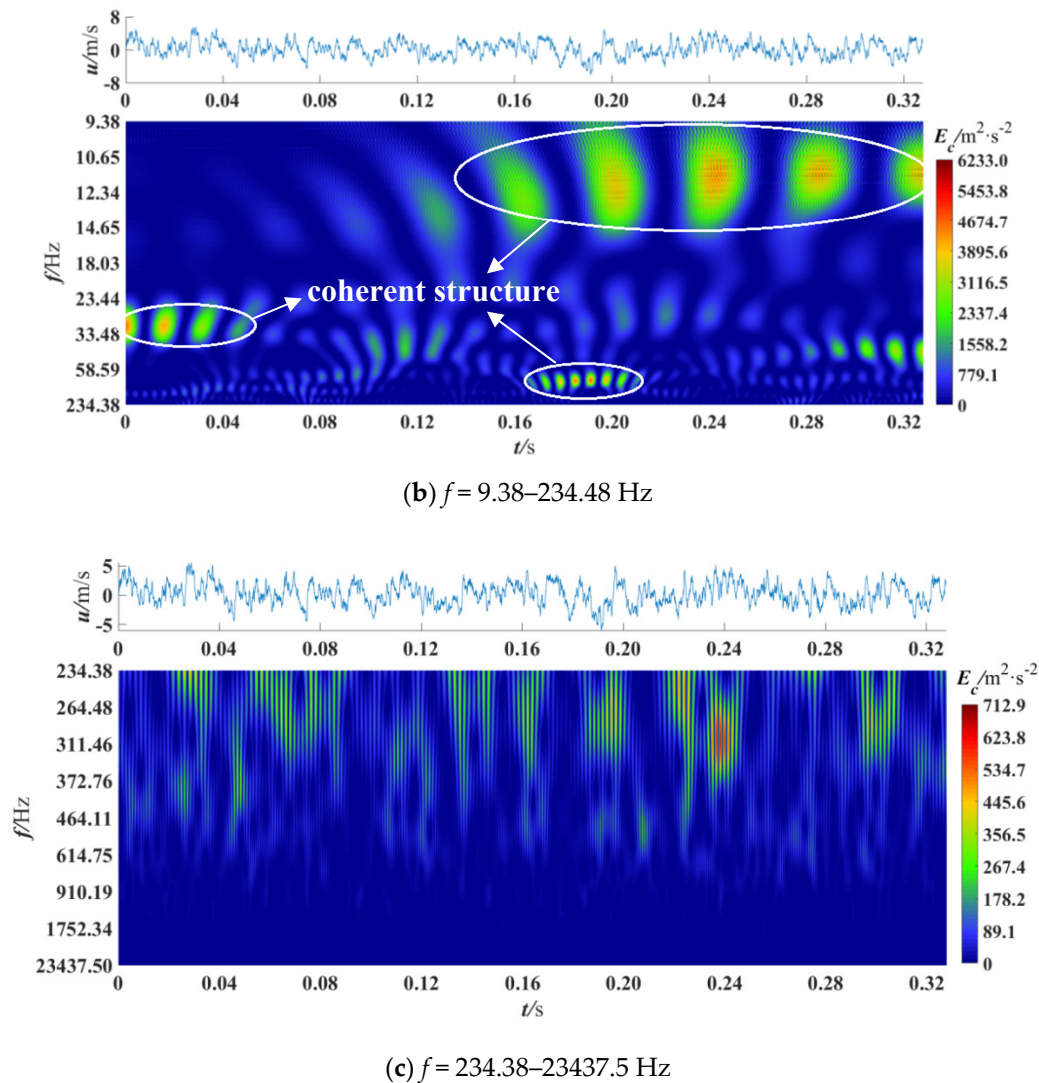 8
0
-8
u/m/s
0 0.04 0.08 0.12 0.16 0.20 0.24 0.28 0.32
9.38
10.65
12.34
14.65
18.03
23.44
33.48
58.59
234.38
f/Hz
coherent structure
E_c/m²·s⁻²
6233.0
5453.8
4674.7
3895.6
3116.5
2337.4
1558.2
779.1
0
0 0.04 0.08 0.12 0.16 0.20 0.24 0.28 0.32
t/s
(b) f = 9.38–234.48 Hz
5
0
-5
u/m/s
0 0.04 0.08 0.12 0.16 0.20 0.24 0.28 0.32
234.38
264.48
311.46
372.76
464.11
614.75
910.19
1752.34
23437.50
f/Hz
E_c/m²·s⁻²
712.9
623.8
534.7
445.6
356.5
267.4
178.2
89.1
0
0 0.04 0.08 0.12 0.16 0.20 0.24 0.28 0.32
t/s
(c) f = 234.38–23437.5 Hz